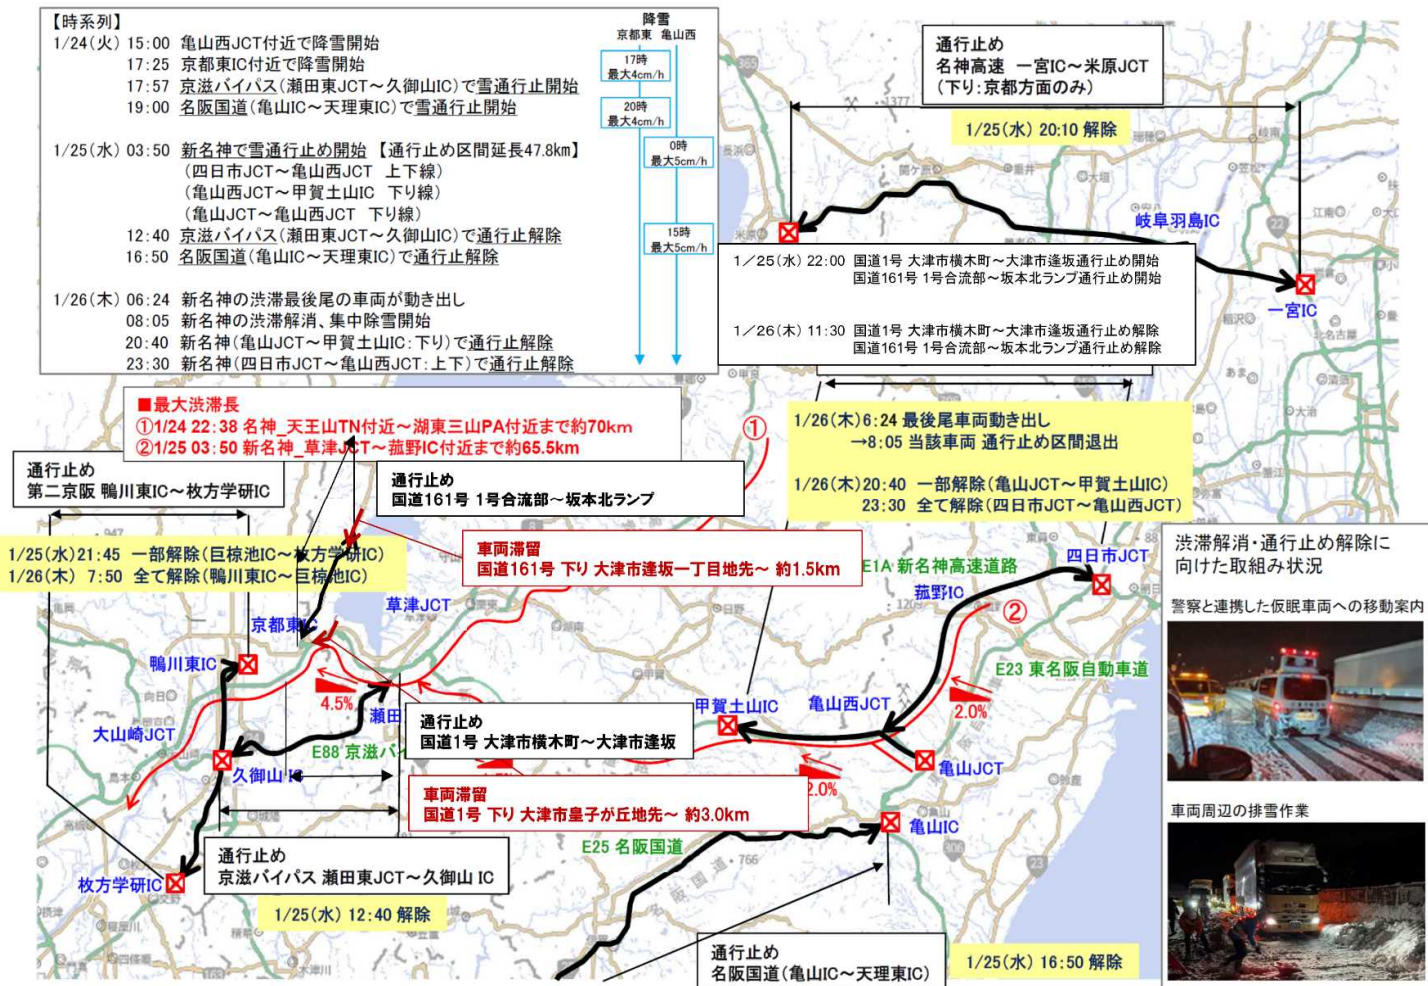 【時系列】
1/24(火) 15:00 亀山西JCT付近で降雪開始
17:25 京都東IC付近で降雪開始
17:57 京滋バイパス(瀬田東JCT～久御山IC)で雪通行止開始
19:00 名阪国道(亀山IC～天理東IC)で雪通行止開始
1/25(水) 03:50 新名神で雪通行止め開始 【通行止め区間延長47.8km】
(四日市JCT～亀山西JCT 上下線)
(亀山西JCT～甲賀土山IC 下り線)
(亀山JCT～亀山西JCT 下り線)
12:40 京滋バイパス(瀬田東JCT～久御山IC)で通行止解除
16:50 名阪国道(亀山IC～天理東IC)で通行止解除
1/26(木) 06:24 新名神の渋滞最後尾の車両が動き出し
08:05 新名神の渋滞解消、集中除雪開始
20:40 新名神(亀山JCT～甲賀土山IC:下り)で通行止解除
23:30 新名神(四日市JCT～亀山西JCT:上下)で通行止解除
降雪
京都東 亀山西
17時
最大4cm/h
20時
最大4cm/h
0時
最大5cm/h
15時
最大5cm/h
通行止め
名神高速 一宮IC～米原JCT
(下り:京都方面のみ)
1/25(水) 20:10 解除
岐阜羽島IC
一宮IC
1／25(水) 22:00 国道1号 大津市横木町～大津市逢坂通行止め開始
国道161号 1号合流部～坂本北ランプ通行止め開始
1／26(木) 11:30 国道1号 大津市横木町～大津市逢坂通行止め解除
国道161号 1号合流部～坂本北ランプ通行止め解除
■最大渋滞長
①1/24 22:38 名神_天王山TN付近～湖東三山PA付近まで約70km
②1/25 03:50 新名神_草津JCT～菰野IC付近まで約65.5km
①
1/26(木)6:24 最後尾車両動き出し
→8:05 当該車両 通行止め区間退出
1/26(木)20:40 一部解除(亀山JCT～甲賀土山IC)
23:30 全て解除(四日市JCT～亀山西JCT)
通行止め
第二京阪 鴨川東IC～枚方学研IC
通行止め
国道161号 1号合流部～坂本北ランプ
1/25(水)21:45 一部解除(巨椋池IC～枚方学研IC)
1/26(木) 7:50 全て解除(鴨川東IC～巨椋池IC)
車両滞留
国道161号 下り 大津市逢坂一丁目地先～ 約1.5km
E1A 新名神高速道路
四日市JCT
菰野IC
②
草津JCT
京都東IC
鴨川東IC
E23 東名阪自動車道
4.5%
瀬田
2.0%
甲賀土山IC
亀山西JCT
大山崎JCT
通行止め
国道1号 大津市横木町～大津市逢坂
E88 京滋バイ
久御山 IC
亀山JCT
2.0%
車両滞留
国道1号 下り 大津市皇子が丘地先～ 約3.0km
亀山IC
E25 名阪国道
枚方学研IC
通行止め
京滋バイパス 瀬田東JCT～久御山 IC
1/25(水) 12:40 解除
通行止め
名阪国道(亀山IC～天理東IC)
1/25(水) 16:50 解除
渋滞解消・通行止め解除に
向けた取組み状況
警察と連携した仮眠車両への移動案内
車両周辺の排雪作業